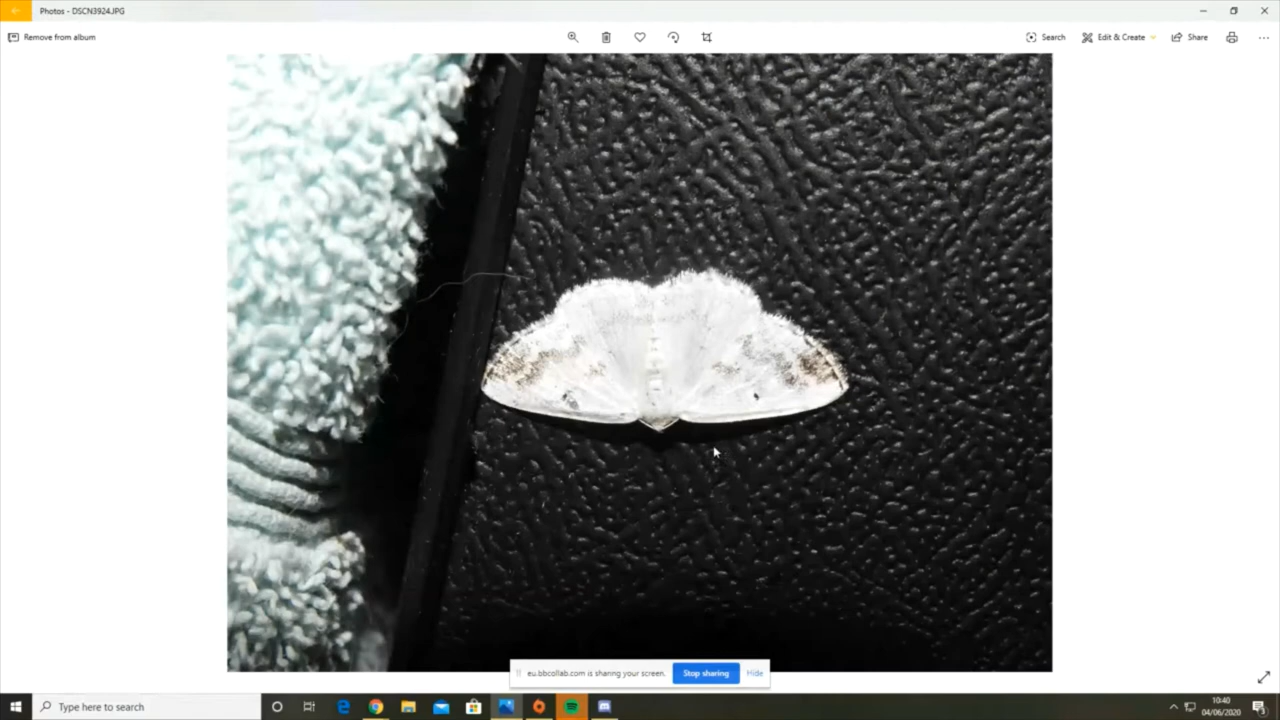 Photos - DSCN3924.JPG
Remove from album
Search
Edit & Create
Share
eu.bbcollab.com is sharing your screen.
Stop sharing
Hide
Type here to search
10:40
04/06/2020
3